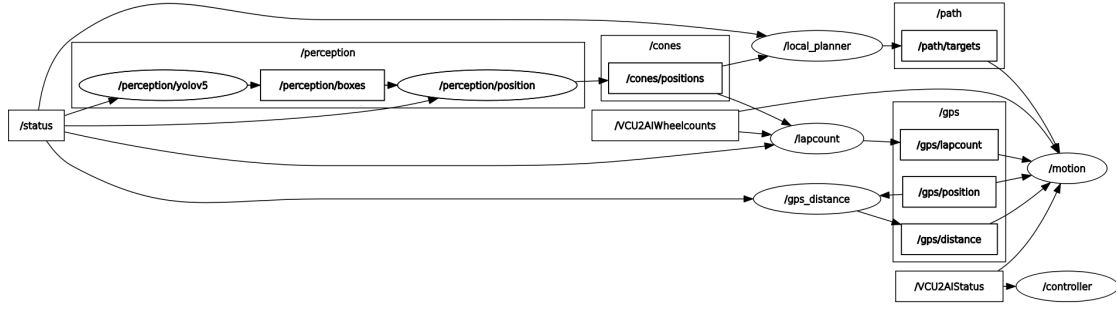 /path
/path/targets
/local_planner
/cones
/cones/positions
/perception
/perception/yolov5
/perception/boxes
/perception/position
/status
/VCU2AIWheelcounts
/lapcount
/gps
/gps/lapcount
/gps/position
/gps/distance
/motion
/gps_distance
/VCU2AIStatus
/controller